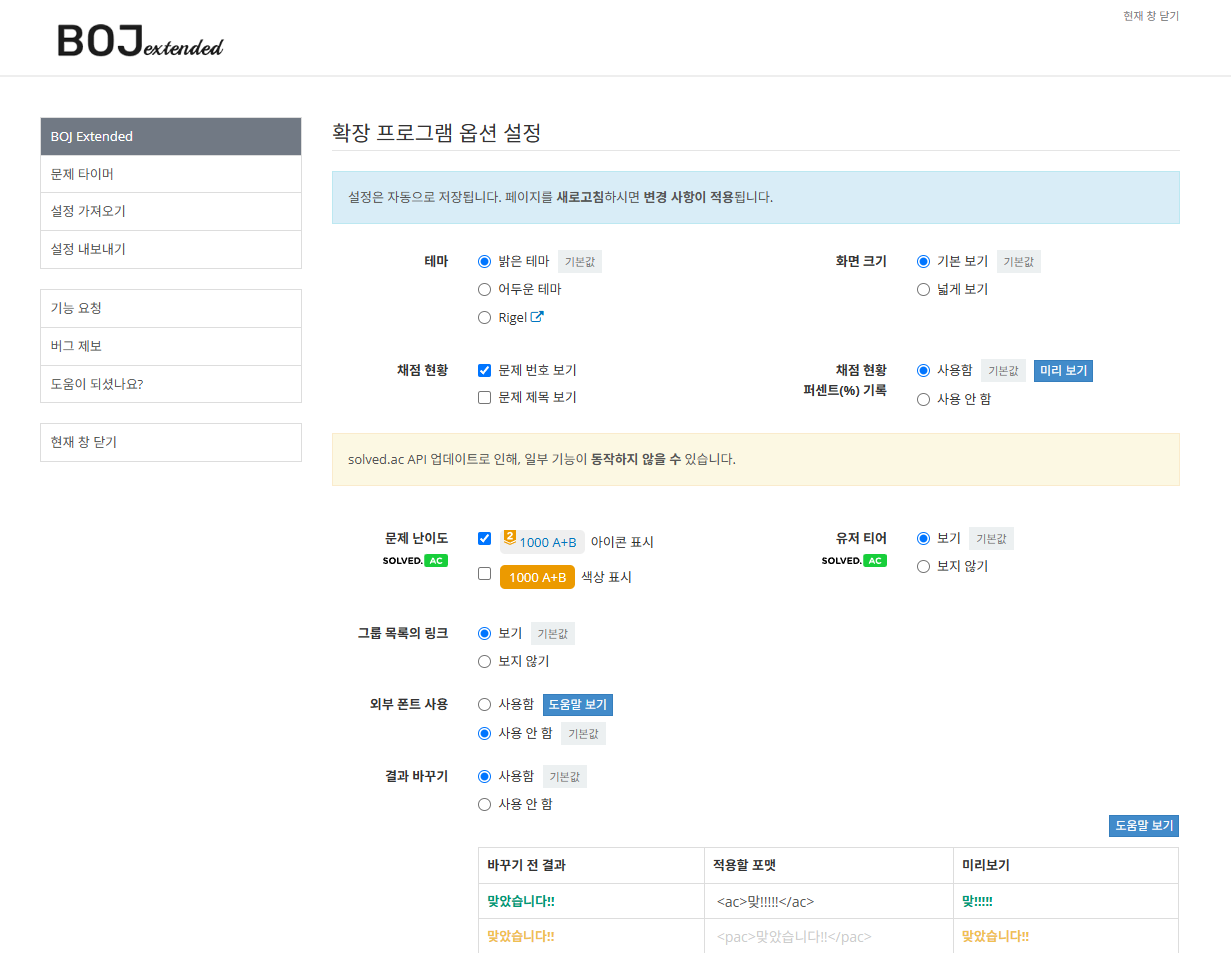 현재 창 닫기
BOJ extended
BOJ Extended
문제 타이머
설정 가져오기
설정 내보내기
기능 요청
버그 제보
도움이 되셨나요?
현재 창 닫기
확장 프로그램 옵션 설정
설정은 자동으로 저장됩니다. 페이지를 새로고침하시면 변경 사항이 적용됩니다.
테마
밝은 테마 기본값
어두운 테마
Rigel
화면 크기
기본 보기 기본값
넓게 보기
채점 현황
문제 번호 보기
문제 제목 보기
채점 현황
퍼센트(%) 기록
사용함 기본값 미리 보기
사용 안 함
solved.ac API 업데이트로 인해, 일부 기능이 동작하지 않을 수 있습니다.
문제 난이도
SOLVED.AC
2 1000 A+B 아이콘 표시
1000 A+B 색상 표시
유저 티어
SOLVED.AC
보기 기본값
보지 않기
그룹 목록의 링크
보기 기본값
보지 않기
외부 폰트 사용
사용함 도움말 보기
사용 안 함 기본값
결과 바꾸기
사용함 기본값
사용 안 함
도움말 보기
바꾸기 전 결과 적용할 포맷 미리보기
맞았습니다!! <ac>맞!!!!!</ac> 맞!!!!!
맞았습니다!! <pac>맞았습니다!!</pac> 맞았습니다!!